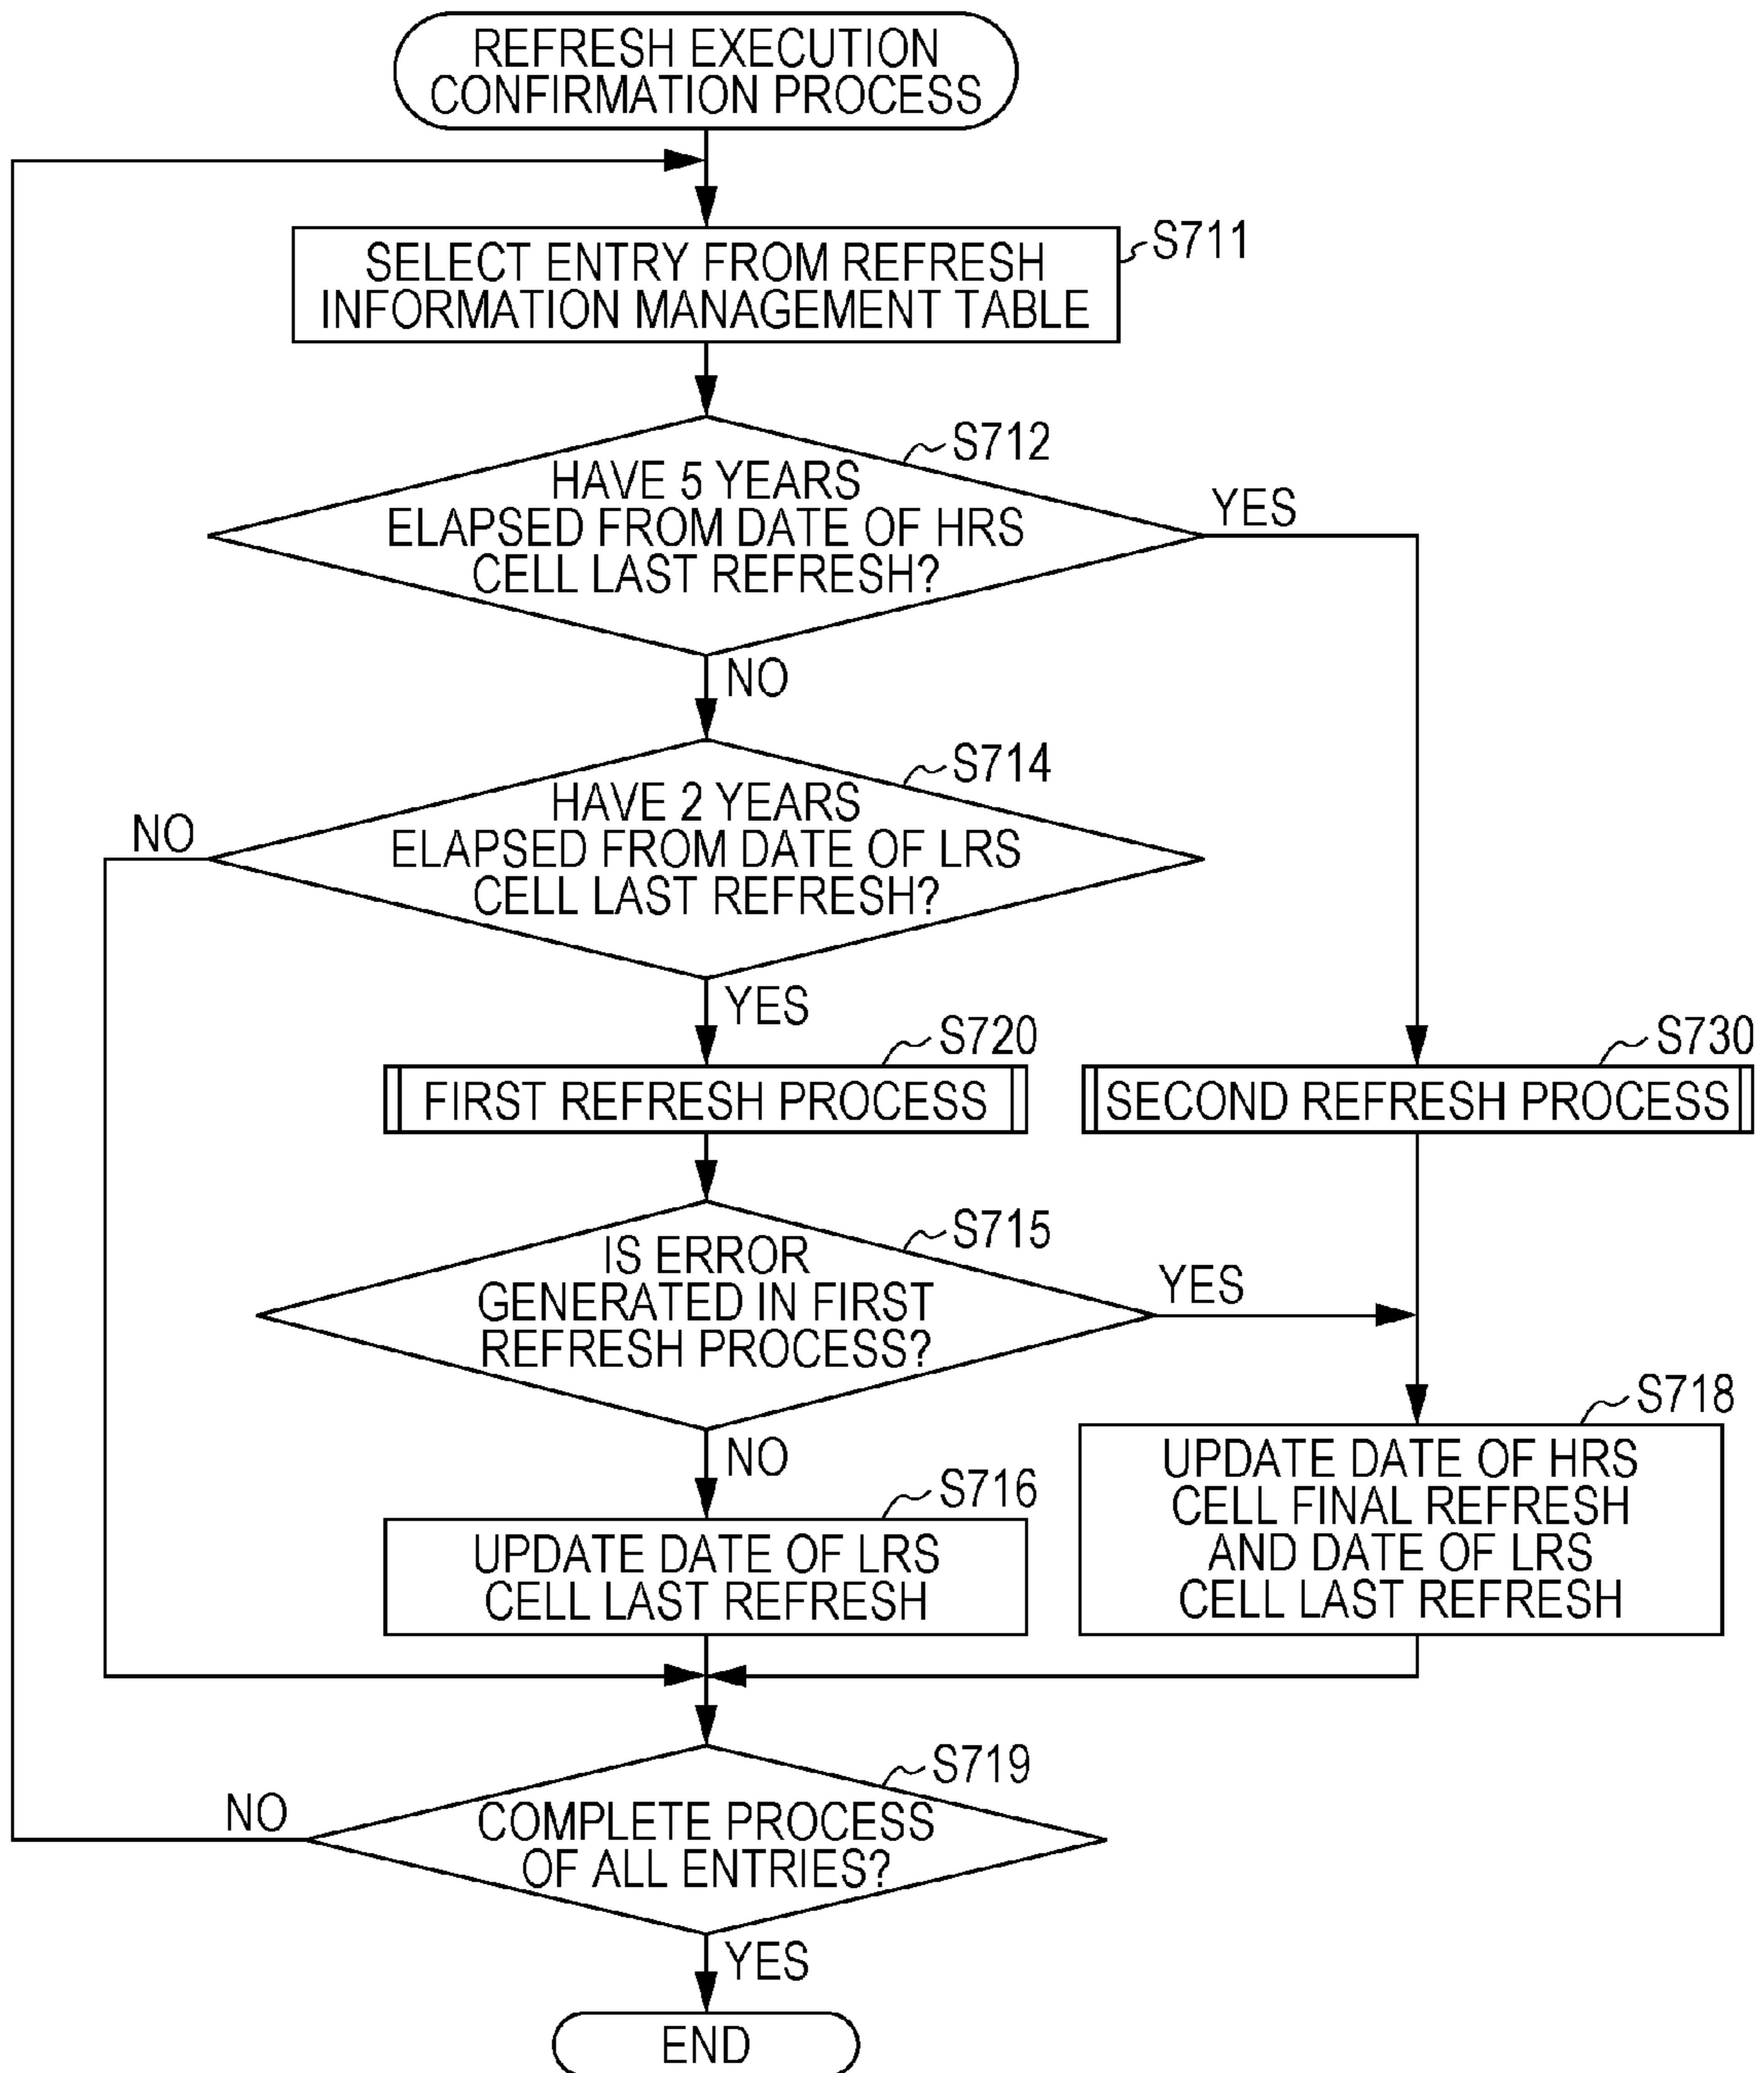 REFRESH EXECUTION
CONFIRMATION PROCESS
S711
SELECT ENTRY FROM REFRESH
INFORMATION MANAGEMENT TABLE
S712
HAVE 5 YEARS
ELAPSED FROM DATE OF HRS
CELL LAST REFRESH?
YES
NO
S714
HAVE 2 YEARS
ELAPSED FROM DATE OF LRS
CELL LAST REFRESH?
NO
YES
S720
FIRST REFRESH PROCESS
S730
SECOND REFRESH PROCESS
S715
IS ERROR
GENERATED IN FIRST
REFRESH PROCESS?
YES
NO
S716
UPDATE DATE OF LRS
CELL LAST REFRESH
S718
UPDATE DATE OF HRS
CELL FINAL REFRESH
AND DATE OF LRS
CELL LAST REFRESH
S719
COMPLETE PROCESS
OF ALL ENTRIES?
NO
YES
END